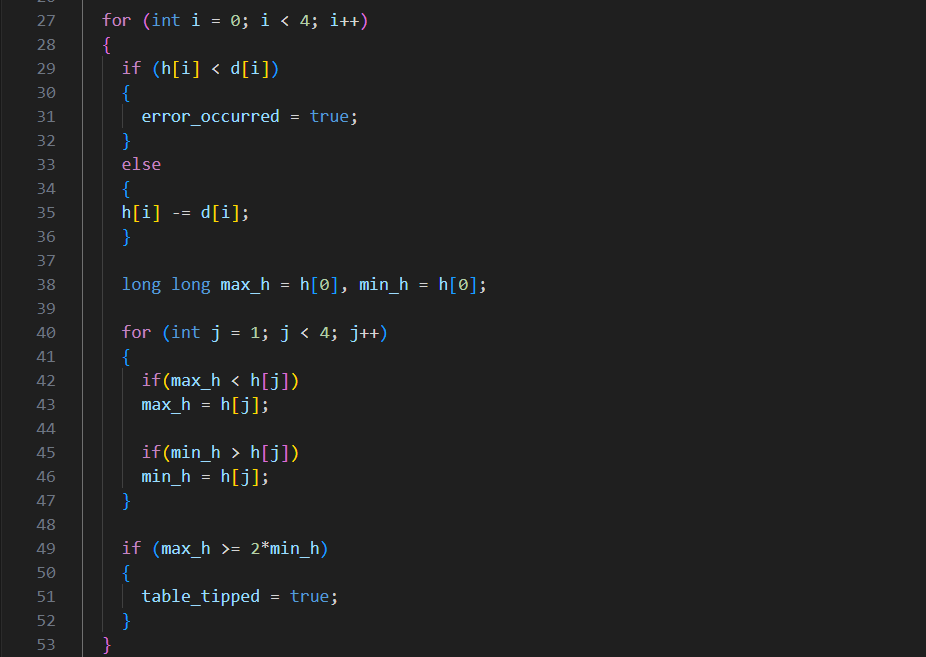 27 for (int i = 0; i < 4; i++)
28 {
29 if (h[i] < d[i])
30 {
31 error_occurred = true;
32 }
33 else
34 {
35 h[i] -= d[i];
36 }
37
38 long long max_h = h[0], min_h = h[0];
39
40 for (int j = 1; j < 4; j++)
41 {
42 if(max_h < h[j])
43 max_h = h[j];
44
45 if(min_h > h[j])
46 min_h = h[j];
47 }
48
49 if (max_h >= 2*min_h)
50 {
51 table_tipped = true;
52 }
53 }